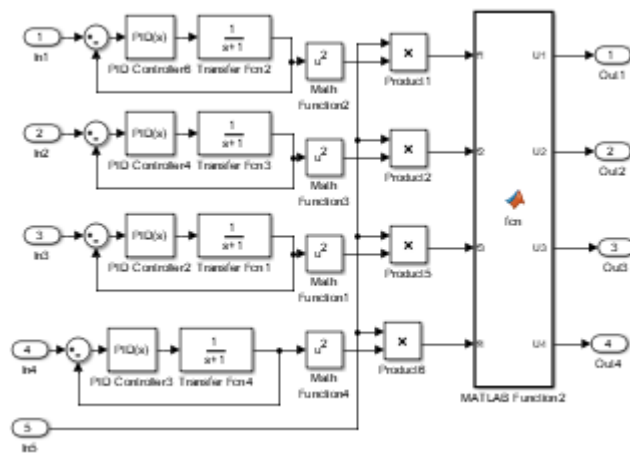 1
In1
PID(s)
PID Controller6
1
s+1
Transfer Fcn2
u²
Math
Function2
×
Product1
2
In2
PID(s)
PID Controller4
1
s+1
Transfer Fcn3
u²
Math
Function3
×
Product2
3
In3
PID(s)
PID Controller2
1
s+1
Transfer Fcn1
u²
Math
Function1
×
Product5
4
In4
PID(s)
PID Controller3
1
s+1
Transfer Fcn4
u²
Math
Function4
×
Product6
5
In5
fcn
U1
U2
U3
U4
MATLAB Function2
1
Out1
2
Out2
3
Out3
4
Out4